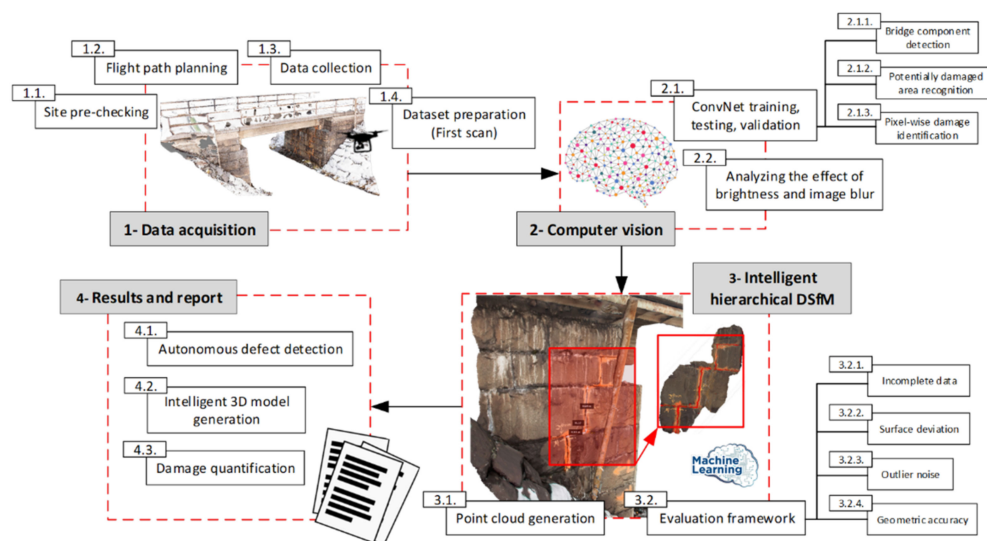 1.1.
Site pre-checking
1.2.
Flight path planning
1.3.
Data collection
1.4.
Dataset preparation
(First scan)
1- Data acquisition
2.1.
ConvNet training,
testing, validation
2.1.1.
Bridge component
detection
2.1.2.
Potentially damaged
area recognition
2.1.3.
Pixel-wise damage
identification
2.2.
Analyzing the effect of
brightness and image blur
2- Computer vision
3- Intelligent
hierarchical DSfM
3.1.
Point cloud generation
3.2.
Evaluation framework
Machine
Learning
3.2.1.
Incomplete data
3.2.2.
Surface deviation
3.2.3.
Outlier noise
3.2.4.
Geometric accuracy
4- Results and report
4.1.
Autonomous defect detection
4.2.
Intelligent 3D model
generation
4.3.
Damage quantification